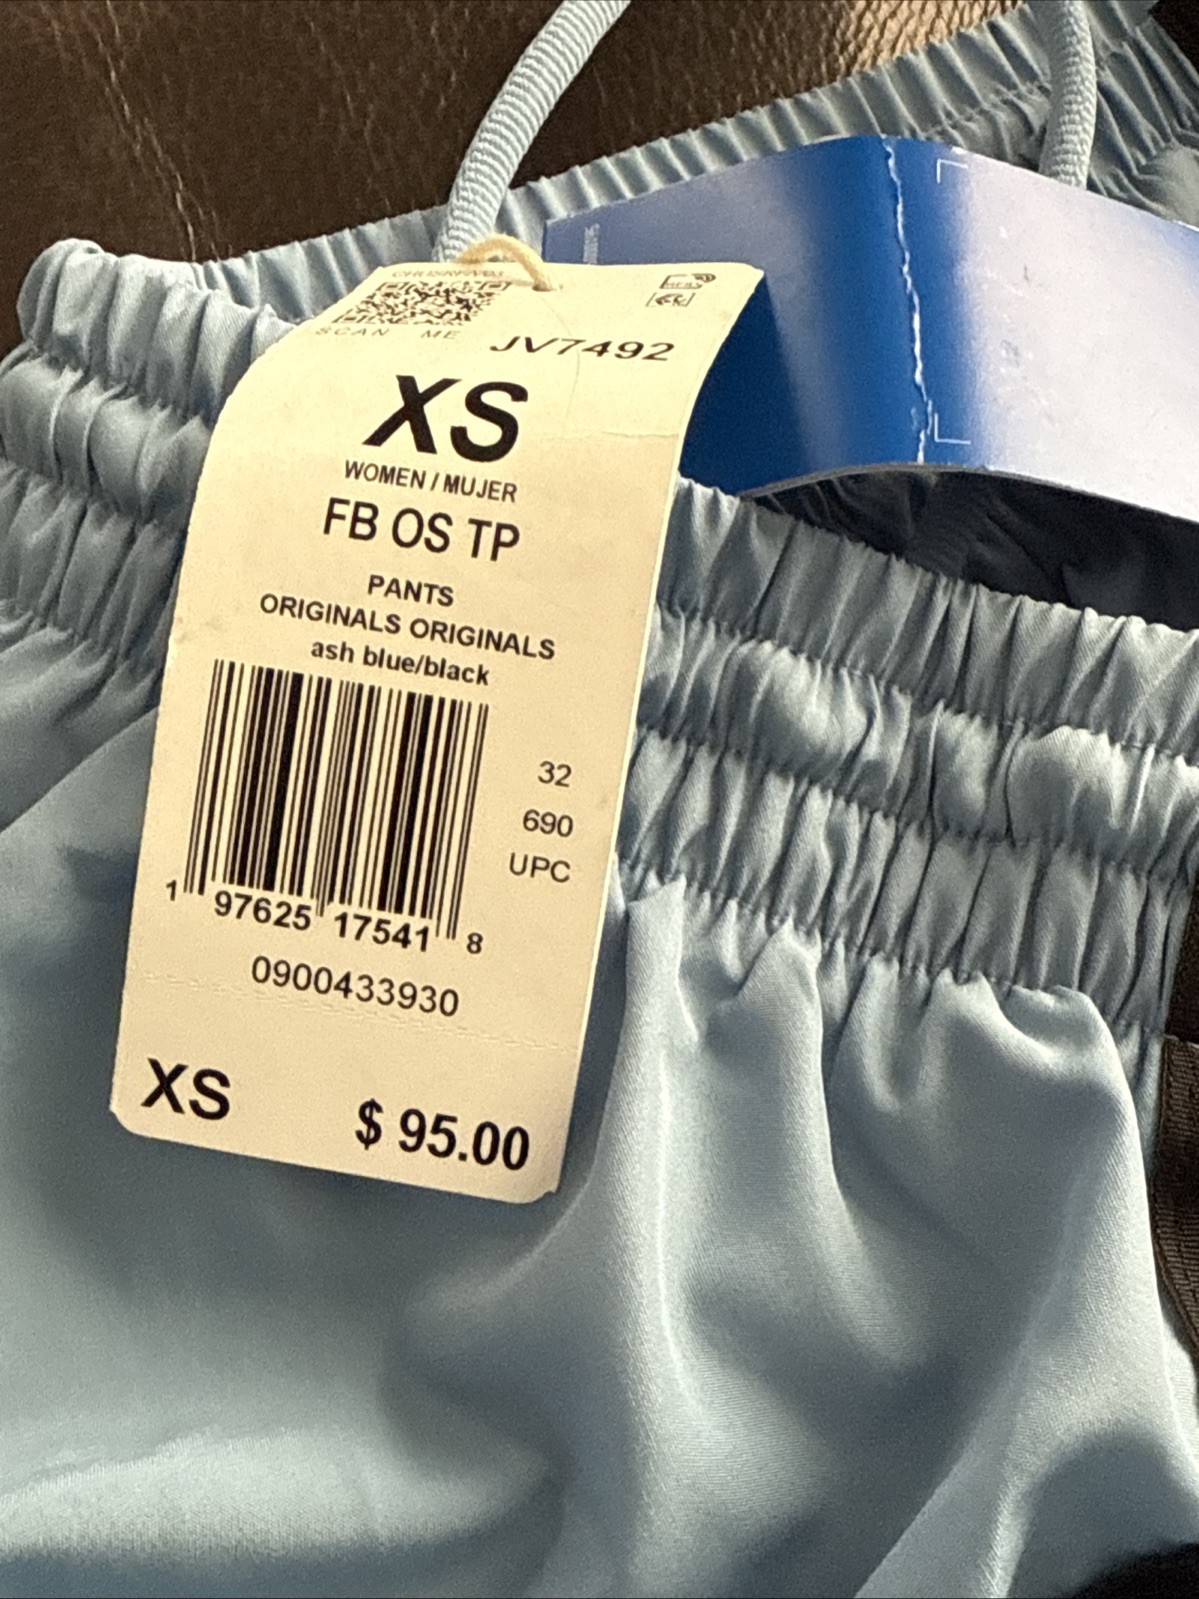 SCAN ME
JV7492
XS
WOMEN / MUJER
FB OS TP
PANTS
ORIGINALS ORIGINALS
ash blue/black
32
690
UPC
1 97625 17541 8
0900433930
XS
$ 95.00